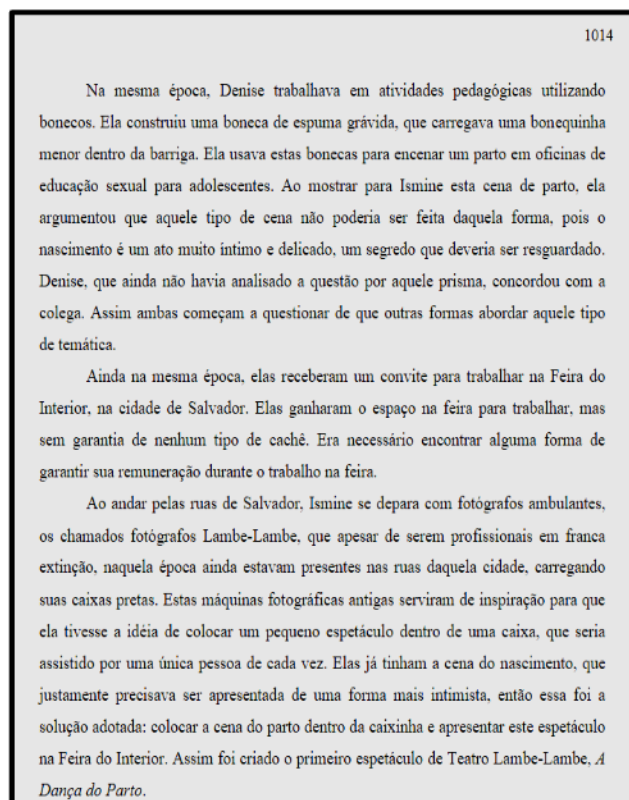 1014
Na mesma época, Denise trabalhava em atividades pedagógicas utilizando
bonecos. Ela construiu uma boneca de espuma grávida, que carregava uma bonequinha
menor dentro da barriga. Ela usava estas bonecas para encenar um parto em oficinas de
educação sexual para adolescentes. Ao mostrar para Ismine esta cena de parto, ela
argumentou que aquele tipo de cena não poderia ser feita daquela forma, pois o
nascimento é um ato muito íntimo e delicado, um segredo que deveria ser resguardado.
Denise, que ainda não havia analisado a questão por aquele prisma, concordou com a
colega. Assim ambas começam a questionar de que outras formas abordar aquele tipo
de temática.
Ainda na mesma época, elas receberam um convite para trabalhar na Feira do
Interior, na cidade de Salvador. Elas ganharam o espaço na feira para trabalhar, mas
sem garantia de nenhum tipo de cachê. Era necessário encontrar alguma forma de
garantir sua remuneração durante o trabalho na feira.
Ao andar pelas ruas de Salvador, Ismine se depara com fotógrafos ambulantes,
os chamados fotógrafos Lambe-Lambe, que apesar de serem profissionais em franca
extinção, naquela época ainda estavam presentes nas ruas daquela cidade, carregando
suas caixas pretas. Estas máquinas fotográficas antigas serviram de inspiração para que
ela tivesse a idéia de colocar um pequeno espetáculo dentro de uma caixa, que seria
assistido por uma única pessoa de cada vez. Elas já tinham a cena do nascimento, que
justamente precisava ser apresentada de uma forma mais intimista, então essa foi a
solução adotada: colocar a cena do parto dentro da caixinha e apresentar este espetáculo
na Feira do Interior. Assim foi criado o primeiro espetáculo de Teatro Lambe-Lambe, A
Dança do Parto.